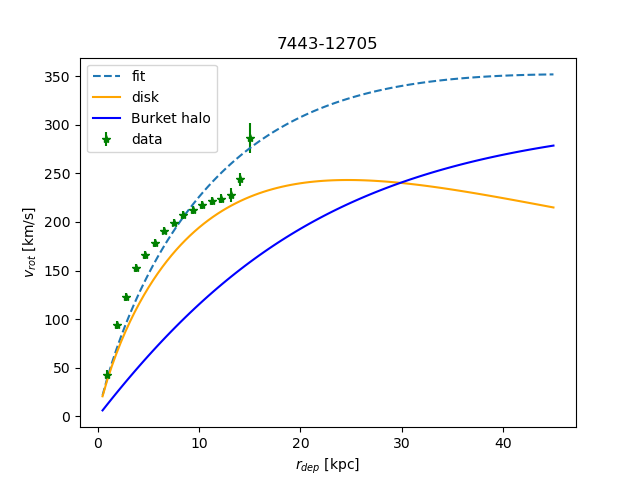 7443-12705
fit
disk
Burket halo
data
350
300
250
200
150
100
50
0
v_rot [km/s]
0 10 20 30 40
r_dep [kpc]